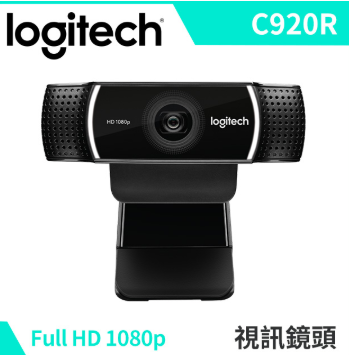 logitech®
C920R
HD 1080p
logitech
Full HD 1080p
視訊鏡頭